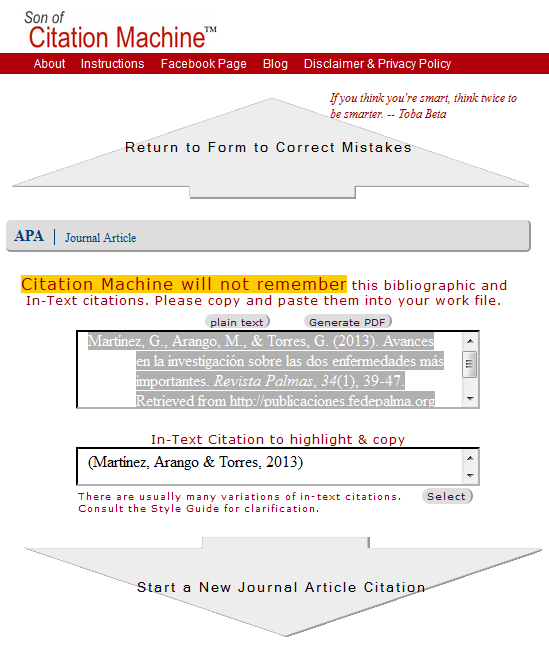 Son of
Citation Machine™
About Instructions Facebook Page Blog Disclaimer & Privacy Policy
If you think you're smart, think twice to
be smarter. -- Toba Beta
Return to Form to Correct Mistakes
APA | Journal Article
Citation Machine will not remember this bibliographic and
In-Text citations. Please copy and paste them into your work file.
plain text Generate PDF
Martínez, G., Arango, M., & Torres, G. (2013). Avances
en la investigación sobre las dos enfermedades más
importantes. Revista Palmas, 34(1), 39-47.
Retrieved from http://publicaciones.fedepalma.org
In-Text Citation to highlight & copy
(Martínez, Arango & Torres, 2013)
There are usually many variations of in-text citations.
Consult the Style Guide for clarification.
Select
Start a New Journal Article Citation